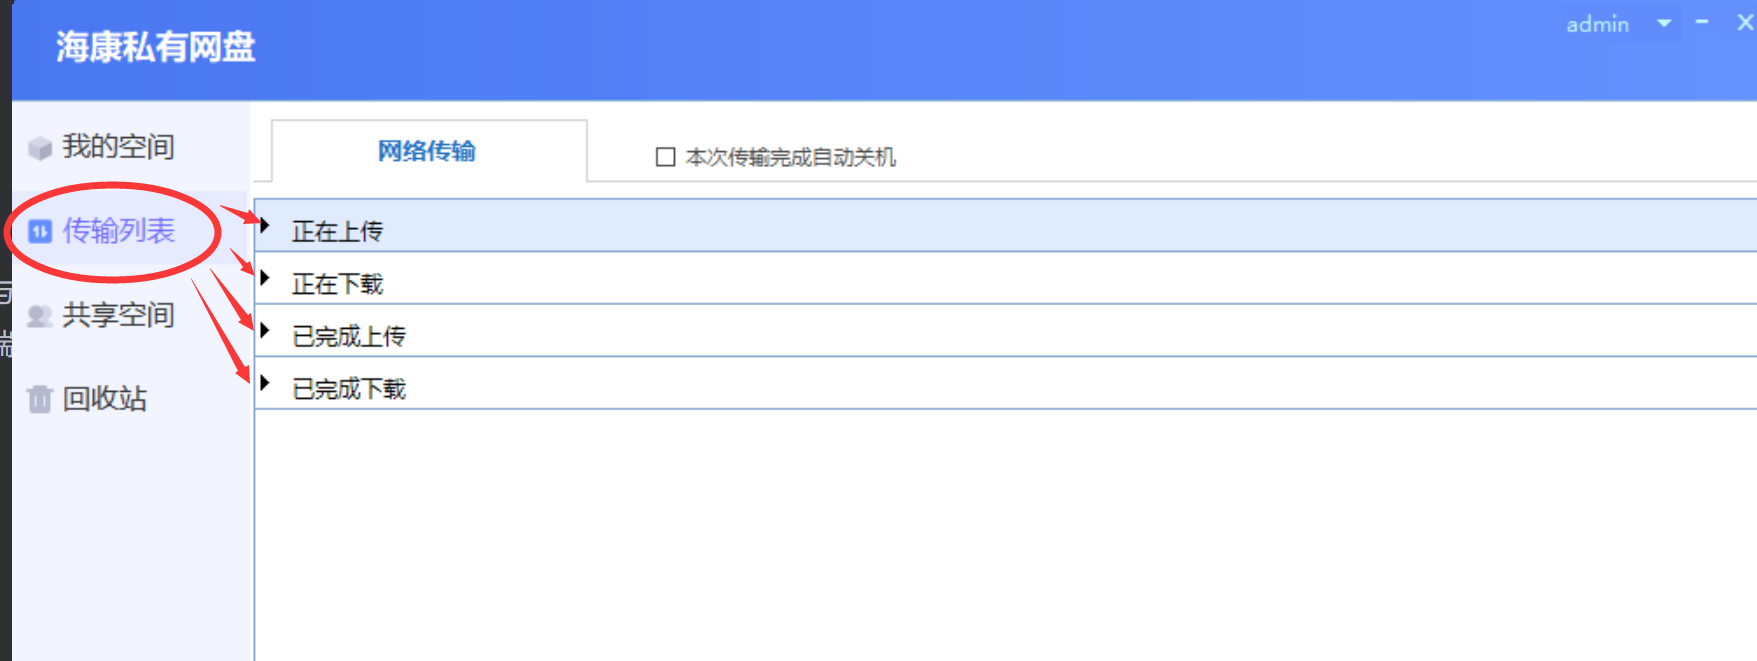 海康私有网盘
admin
我的空间
传输列表
共享空间
回收站
网络传输
本次传输完成自动关机
正在上传
正在下载
已完成上传
已完成下载